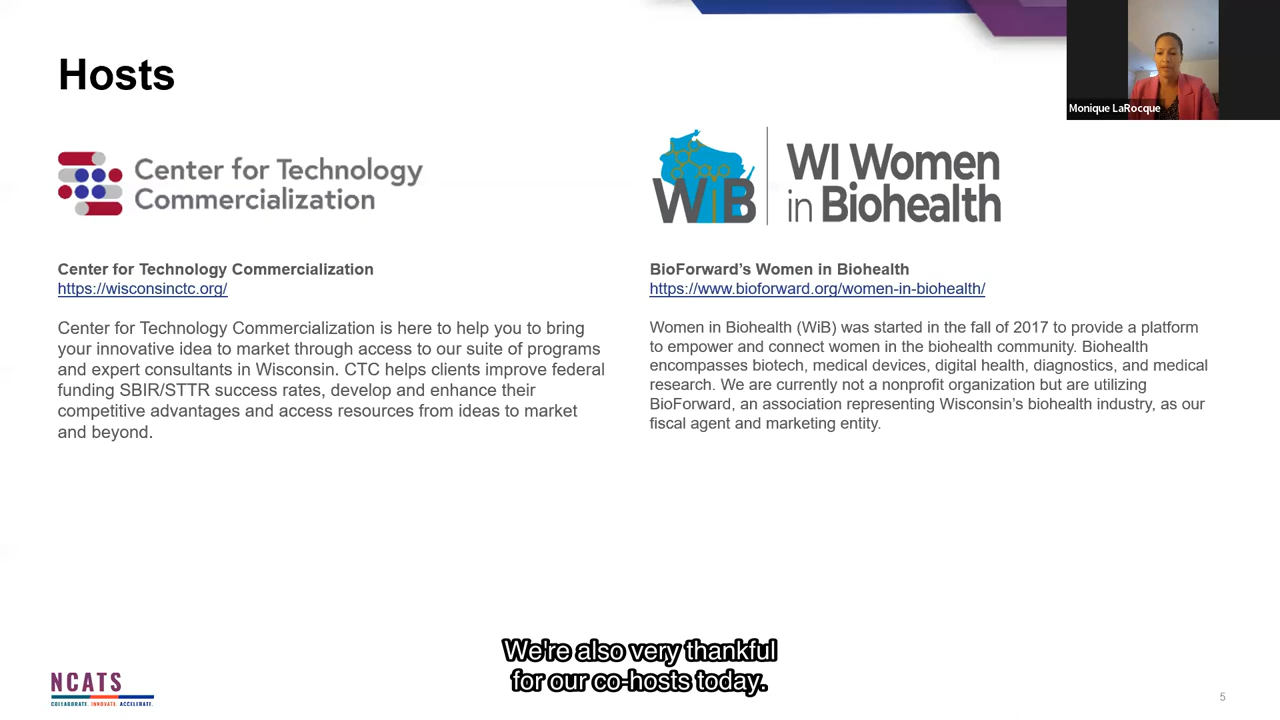 Hosts
Monique LaRocque
Center for Technology
Commercialization
WiB
WI Women
in Biohealth
Center for Technology Commercialization
https://wisconsinctc.org/
Center for Technology Commercialization is here to help you to bring
your innovative idea to market through access to our suite of programs
and expert consultants in Wisconsin. CTC helps clients improve federal
funding SBIR/STTR success rates, develop and enhance their
competitive advantages and access resources from ideas to market
and beyond.
BioForward’s Women in Biohealth
https://www.bioforward.org/women-in-biohealth/
Women in Biohealth (WiB) was started in the fall of 2017 to provide a platform
to empower and connect women in the biohealth community. Biohealth
encompasses biotech, medical devices, digital health, diagnostics, and medical
research. We are currently not a nonprofit organization but are utilizing
BioForward, an association representing Wisconsin’s biohealth industry, as our
fiscal agent and marketing entity.
We're also very thankful
for our co-hosts today.
NCATS
COLLABORATE. INNOVATE. ACCELERATE.
5